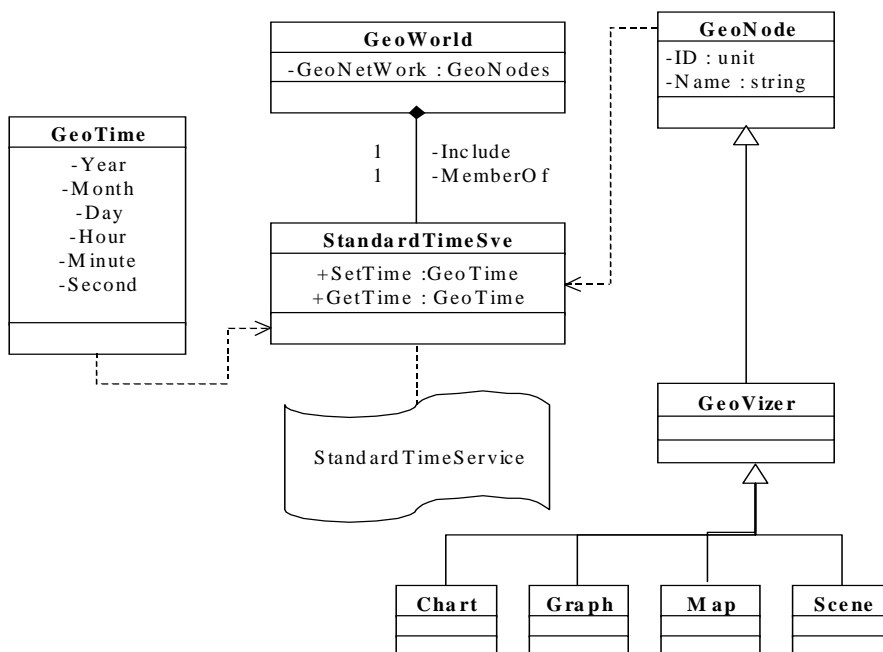 GeoWorld
-GeoNetWork : GeoNodes
GeoNode
-ID : unit
-Name : string
GeoTime
-Year
-Month
-Day
-Hour
-Minute
-Second
1 -Include
1 -MemberOf
StandardTimeSve
+SetTime :GeoTime
+GetTime : GeoTime
StandardTimeService
GeoVizer
Chart
Graph
Map
Scene